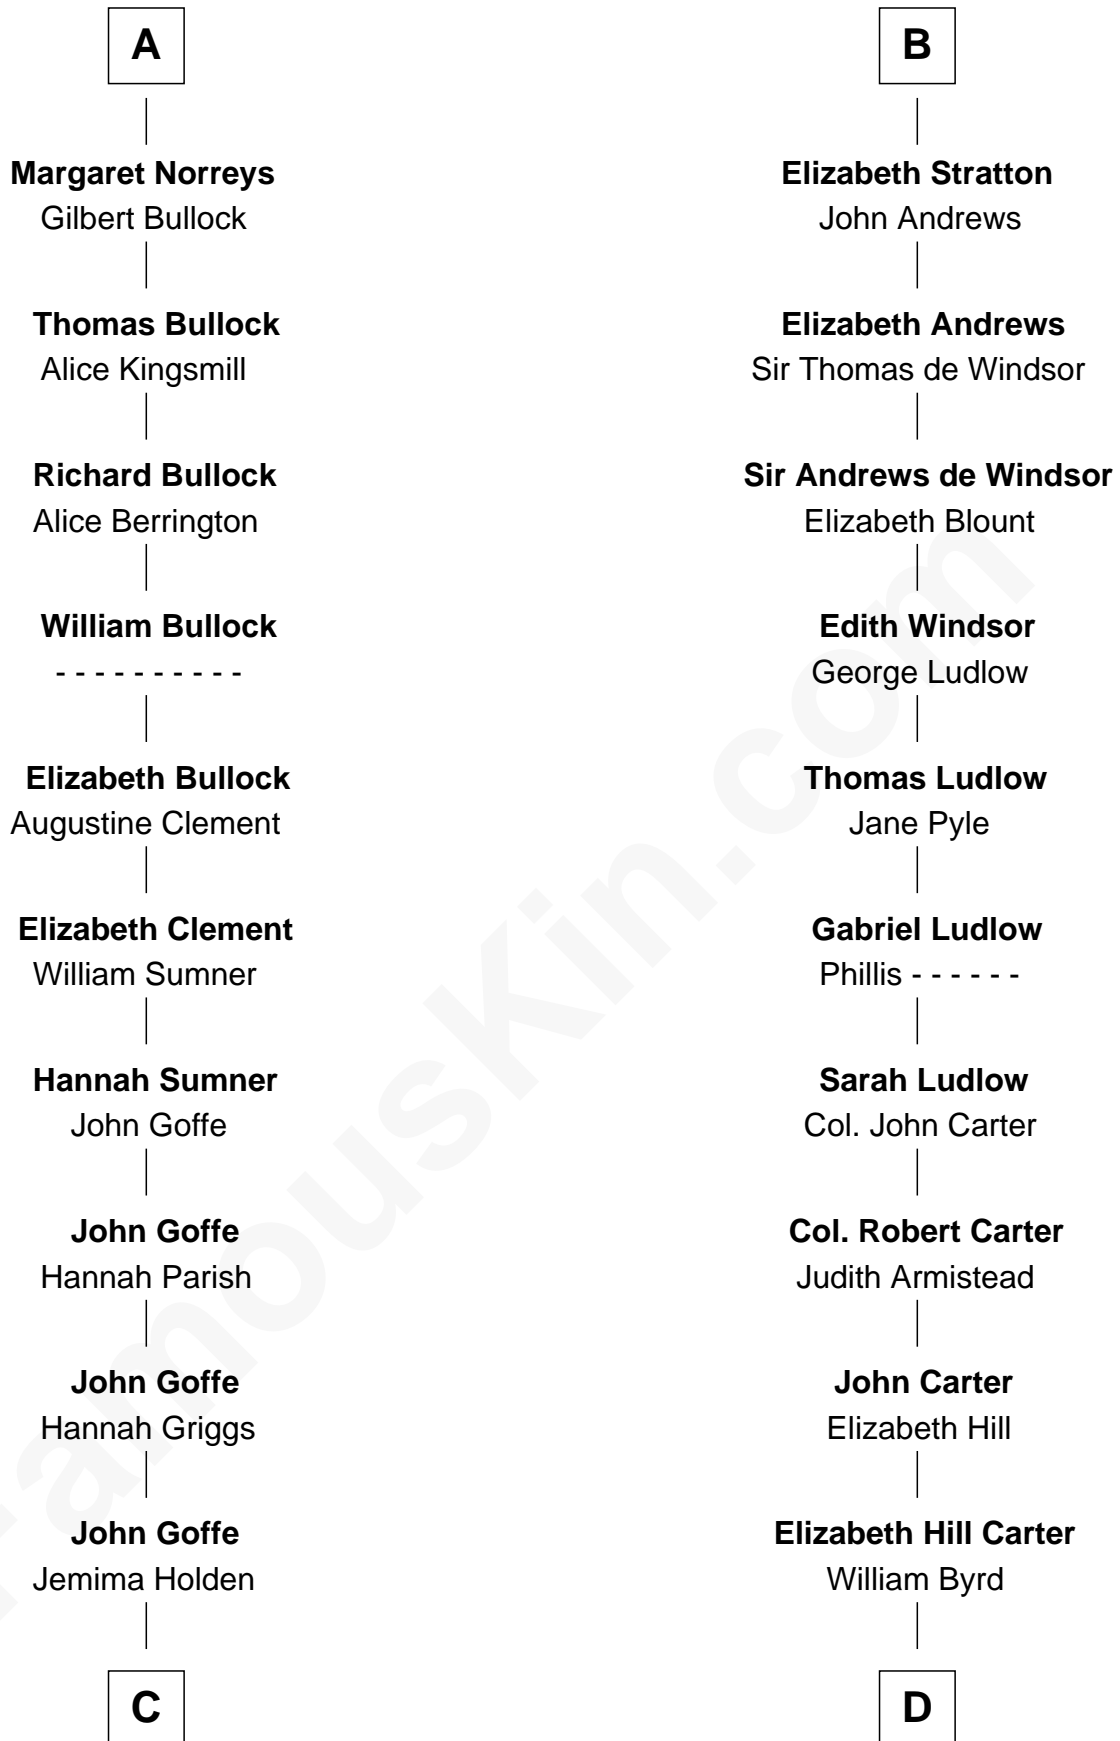 A
Margaret Norreys
Gilbert Bullock
Thomas Bullock
Alice Kingsmill
Richard Bullock
Alice Berrington
William Bullock
- - - - - - - - - -
Elizabeth Bullock
Augustine Clement
Elizabeth Clement
William Sumner
Hannah Sumner
John Goffe
John Goffe
Hannah Parish
John Goffe
Hannah Griggs
John Goffe
Jemima Holden
C
B
Elizabeth Stratton
John Andrews
Elizabeth Andrews
Sir Thomas de Windsor
Sir Andrews de Windsor
Elizabeth Blount
Edith Windsor
George Ludlow
Thomas Ludlow
Jane Pyle
Gabriel Ludlow
Phillis - - - - - -
Sarah Ludlow
Col. John Carter
Col. Robert Carter
Judith Armistead
John Carter
Elizabeth Hill
Elizabeth Hill Carter
William Byrd
D
FamousKin.com